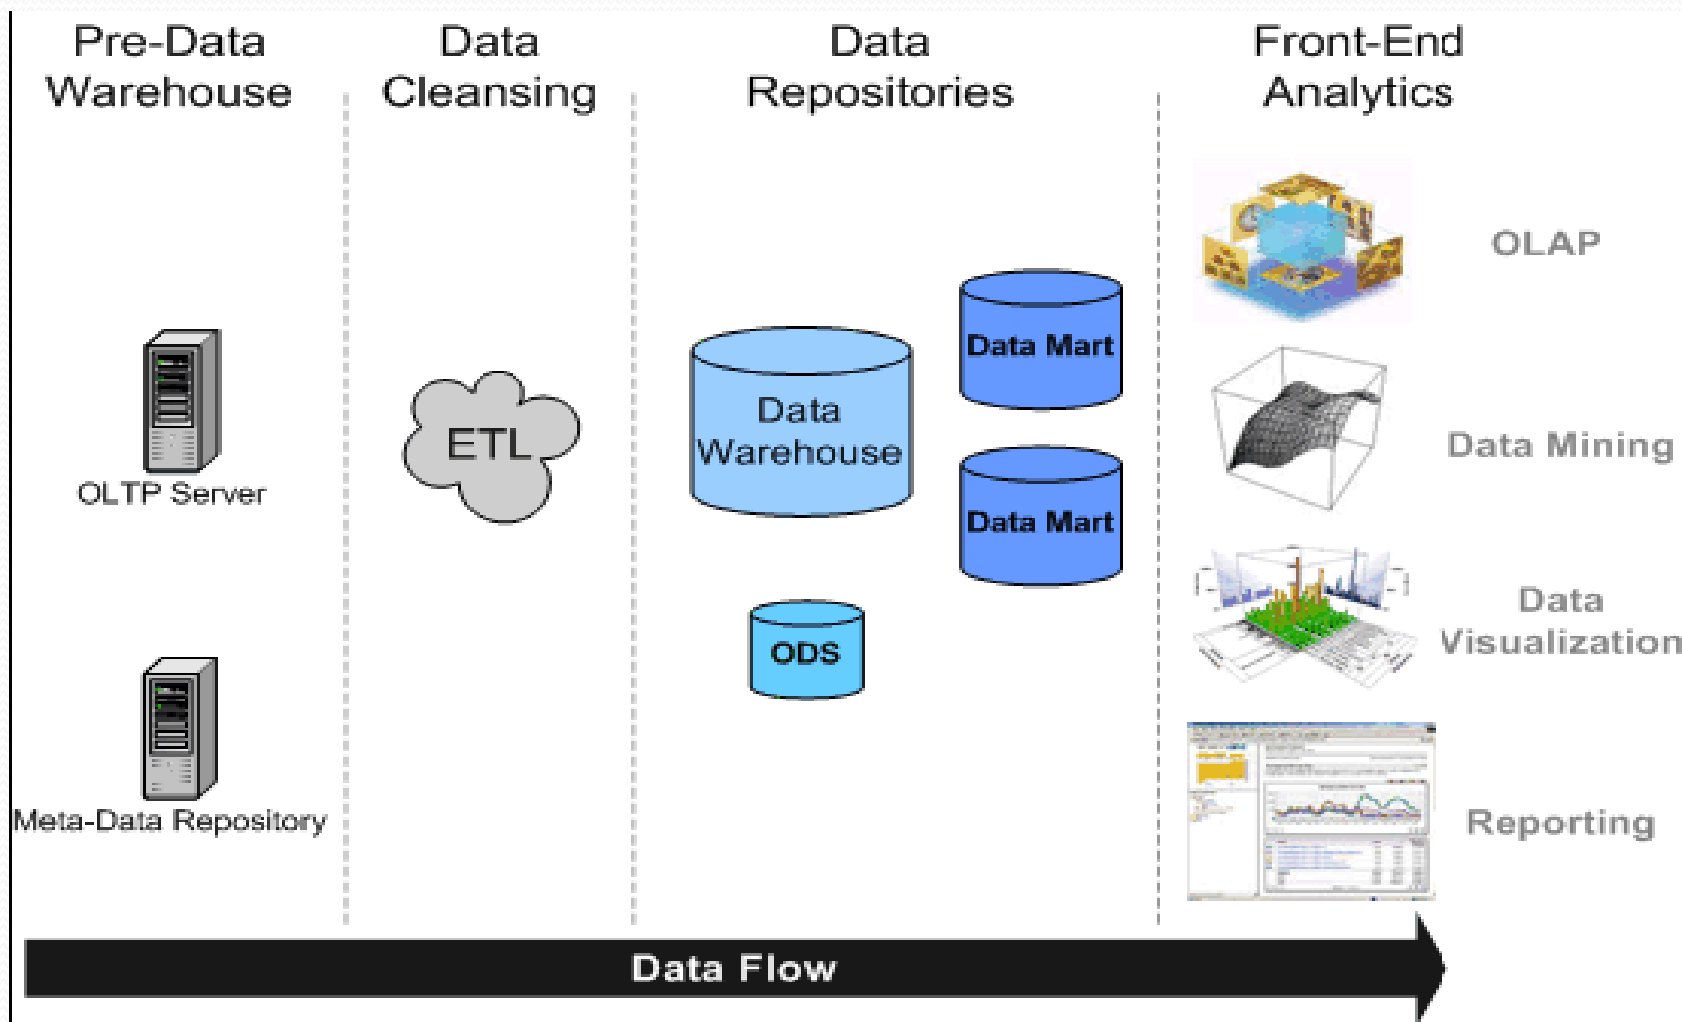 Pre-Data
Warehouse
Data
Cleansing
Data
Repositories
Front-End
Analytics
OLTP Server
Meta-Data Repository
ETL
Data
Warehouse
Data Mart
Data Mart
ODS
OLAP
Data Mining
Data
Visualization
Reporting
Data Flow